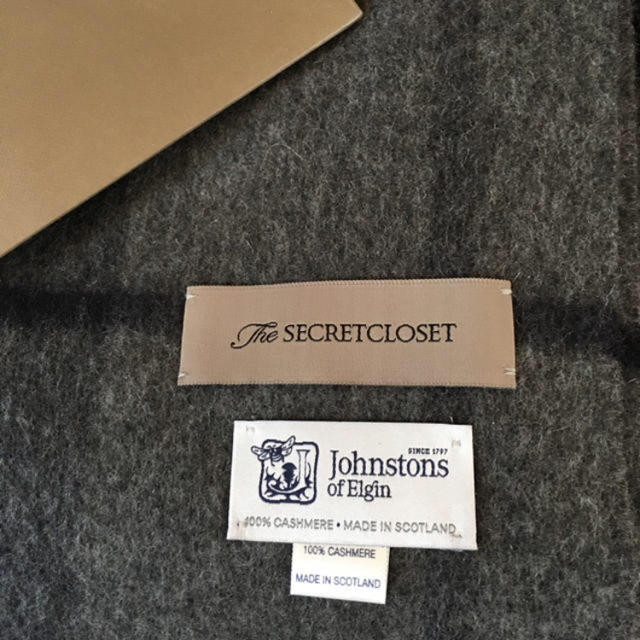 The SECRETCLOSET
SINCE 1797
Johnstons
of Elgin
100% CASHMERE • MADE IN SCOTLAND
100% CASHMERE
MADE IN SCOTLAND